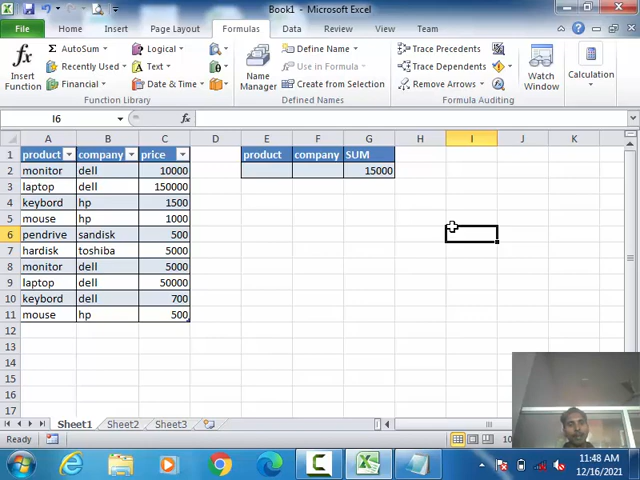 Book1 - Microsoft Excel
File Home Insert Page Layout Formulas Data Review View Team
fx Insert Function
Σ AutoSum
Recently Used
Financial
Logical
Text
Date & Time
Function Library
Name Manager
Define Name
Use in Formula
Create from Selection
Defined Names
Trace Precedents
Trace Dependents
Remove Arrows
Formula Auditing
Watch Window
Calculation
I6 fx
A B C D E F G H I J K
1 product company price product company SUM
2 monitor dell 10000 15000
3 laptop dell 150000
4 keybord hp 1500
5 mouse hp 1000
6 pendrive sandisk 500
7 hardisk toshiba 5000
8 monitor dell 5000
9 laptop dell 50000
10 keybord dell 700
11 mouse hp 500
12
13
14
15
16
17
Sheet1 Sheet2 Sheet3
Ready 10
11:48 AM
12/16/2021